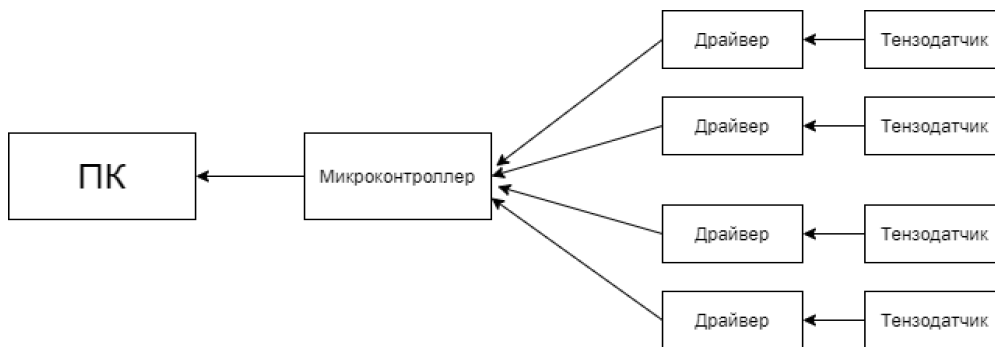 Драйвер
Тензодатчик
Драйвер
Тензодатчик
ПК
Микроконтроллер
Драйвер
Тензодатчик
Драйвер
Тензодатчик